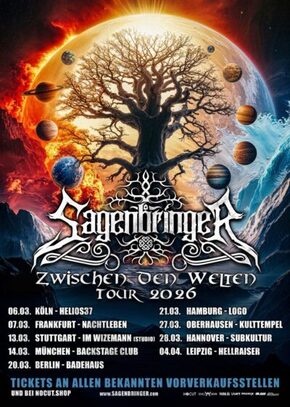 SAGENBRINGER
ZWISCHEN DEN WELTEN
TOUR 2026
06.03. KÖLN - HELIOS37
07.03. FRANKFURT - NACHTLEBEN
13.03. STUTTGART - IM WIZEMANN (STUDIO)
14.03. MÜNCHEN - BACKSTAGE CLUB
20.03. BERLIN - BADEHAUS
21.03. HAMBURG - LOGO
27.03. OBERHAUSEN - KULTTEMPEL
28.03. HANNOVER - SUBKULTUR
04.04. LEIPZIG - HELLRAISER
TICKETS AN ALLEN BEKANNTEN VORVERKAUFSSTELLEN
UND BEI NOCUT.SHOP
WWW.SAGENBRINGER.COM
NOCUT